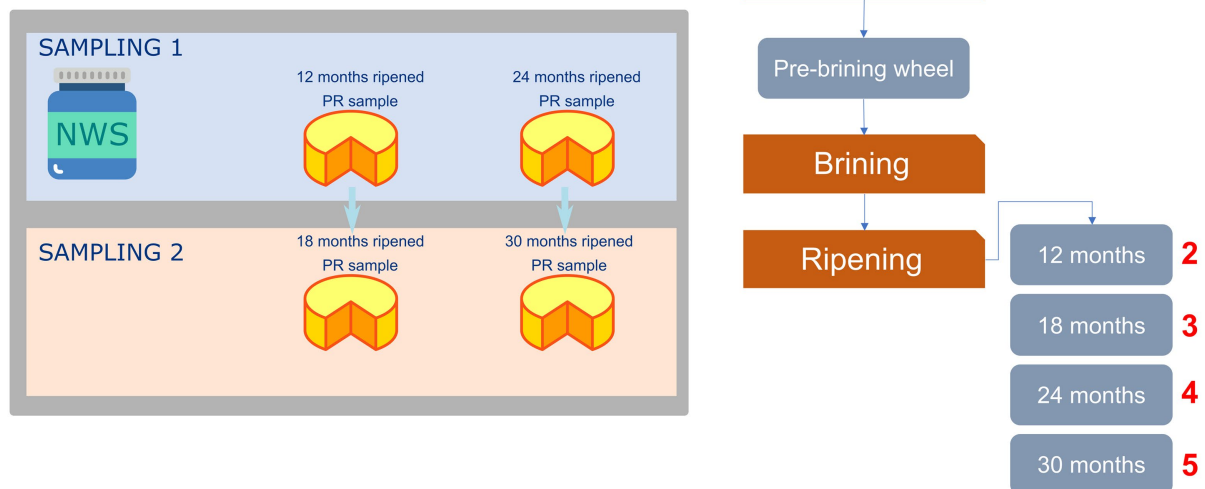 SAMPLING 1
NWS
12 months ripened
PR sample
24 months ripened
PR sample
SAMPLING 2
18 months ripened
PR sample
30 months ripened
PR sample
Pre-brining wheel
Brining
Ripening
12 months 2
18 months 3
24 months 4
30 months 5